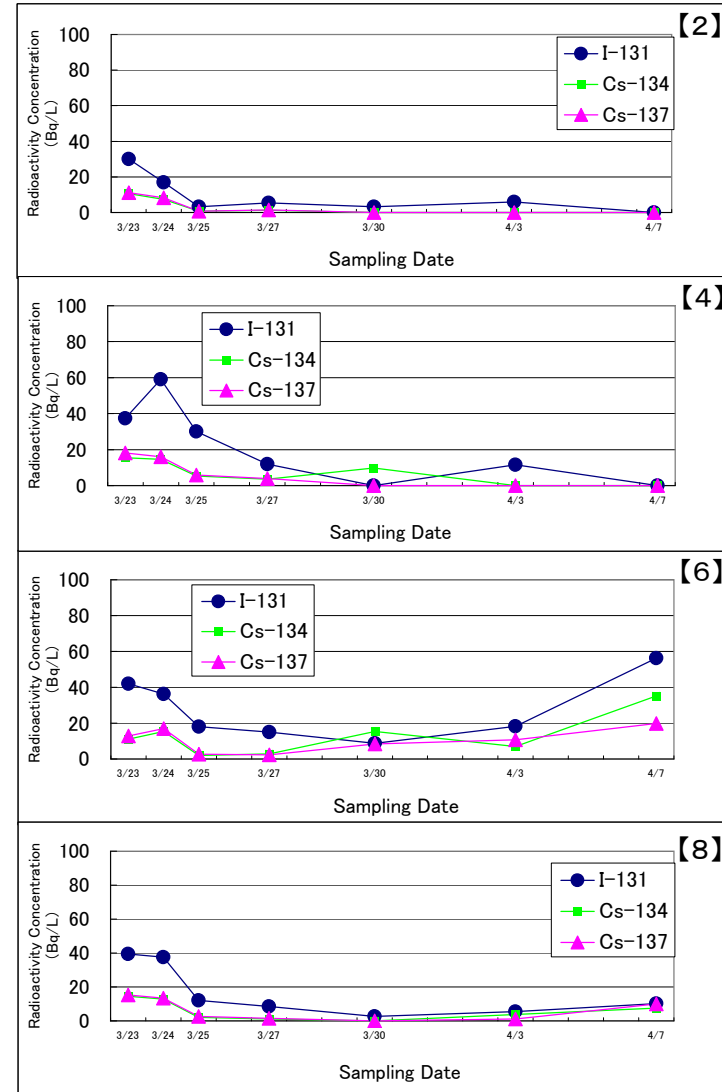 【2】
100
80
60
40
20
0
Radioactivity Concentration
(Bq/L)
I-131
Cs-134
Cs-137
3/23 3/24 3/25 3/27 3/30 4/3 4/7
Sampling Date
【4】
100
80
60
40
20
0
Radioactivity Concentration
(Bq/L)
I-131
Cs-134
Cs-137
3/23 3/24 3/25 3/27 3/30 4/3 4/7
Sampling Date
【6】
100
80
60
40
20
0
Radioactivity Concentration
(Bq/L)
I-131
Cs-134
Cs-137
3/23 3/24 3/25 3/27 3/30 4/3 4/7
Sampling Date
【8】
100
80
60
40
20
0
Radioactivity Concentration
(Bq/L)
I-131
Cs-134
Cs-137
3/23 3/24 3/25 3/27 3/30 4/3 4/7
Sampling Date